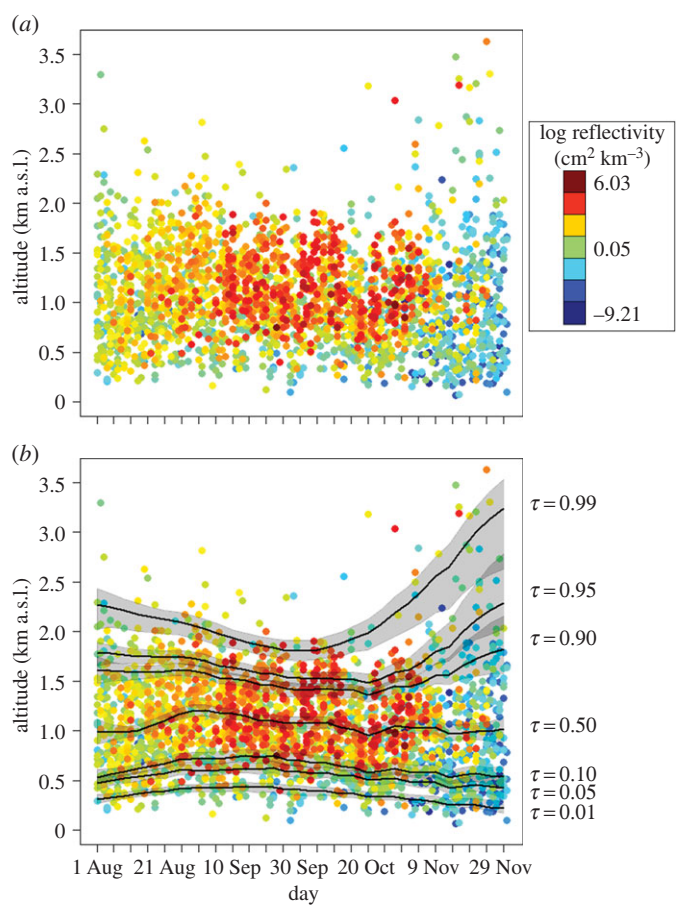 (a)
3.5
3.0
2.5
2.0
1.5
1.0
0.5
0
altitude (km a.s.l.)
log reflectivity
(cm² km⁻³)
6.03
0.05
–9.21
(b)
3.5
3.0
2.5
2.0
1.5
1.0
0.5
0
altitude (km a.s.l.)
τ = 0.99
τ = 0.95
τ = 0.90
τ = 0.50
τ = 0.10
τ = 0.05
τ = 0.01
1 Aug 21 Aug 10 Sep 30 Sep 20 Oct 9 Nov 29 Nov
day